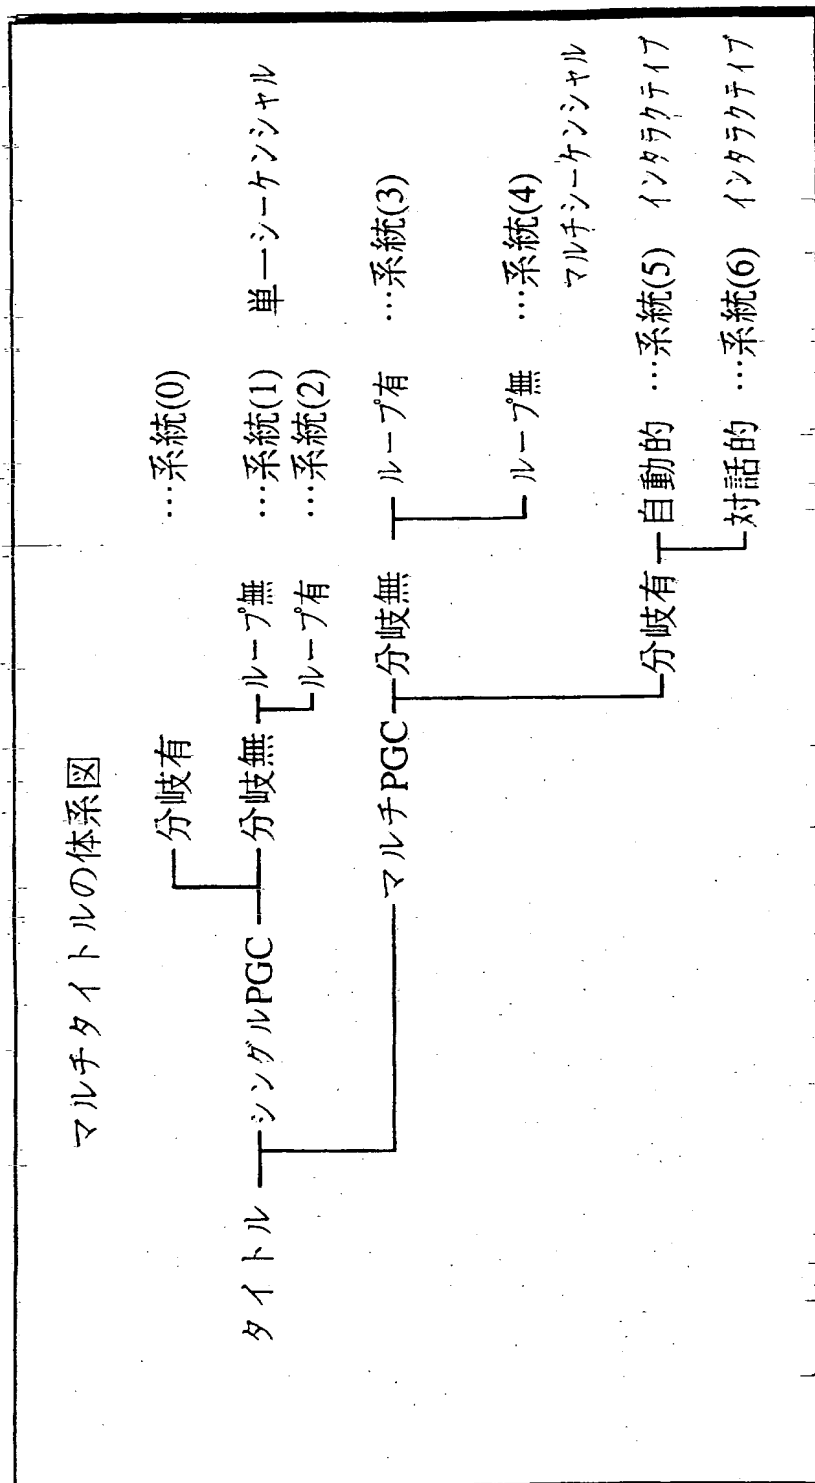 マルチタイトルの体系図
分岐有 …系統(0)
タイトル シングルPGC 分岐無 ループ無 …系統(1) 単一シーケンシャル
ループ有 …系統(2)
マルチPGC 分岐無 ループ有 …系統(3)
ループ無 …系統(4)
マルチシーケンシャル
分岐有 自動的 …系統(5) インタラクティブ
対話的 …系統(6) インタラクティブ